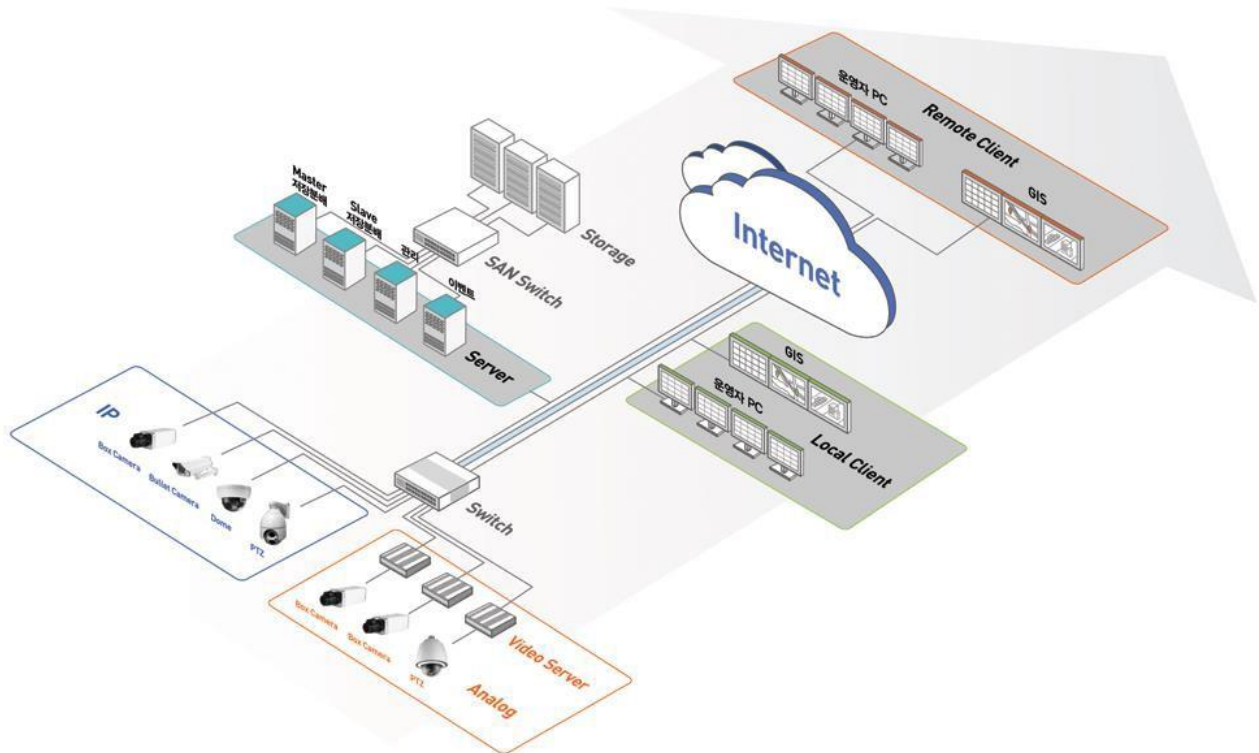 운영자 PC
Remote Client
GIS
Master
저장분배
Slave
저장분배
관리
이벤트
Server
SAN Switch
Storage
Internet
GIS
운영자 PC
Local Client
IP
Box Camera
Bullet Camera
Dome
PTZ
Switch
Box Camera
Box Camera
PTZ
Video Server
Analog